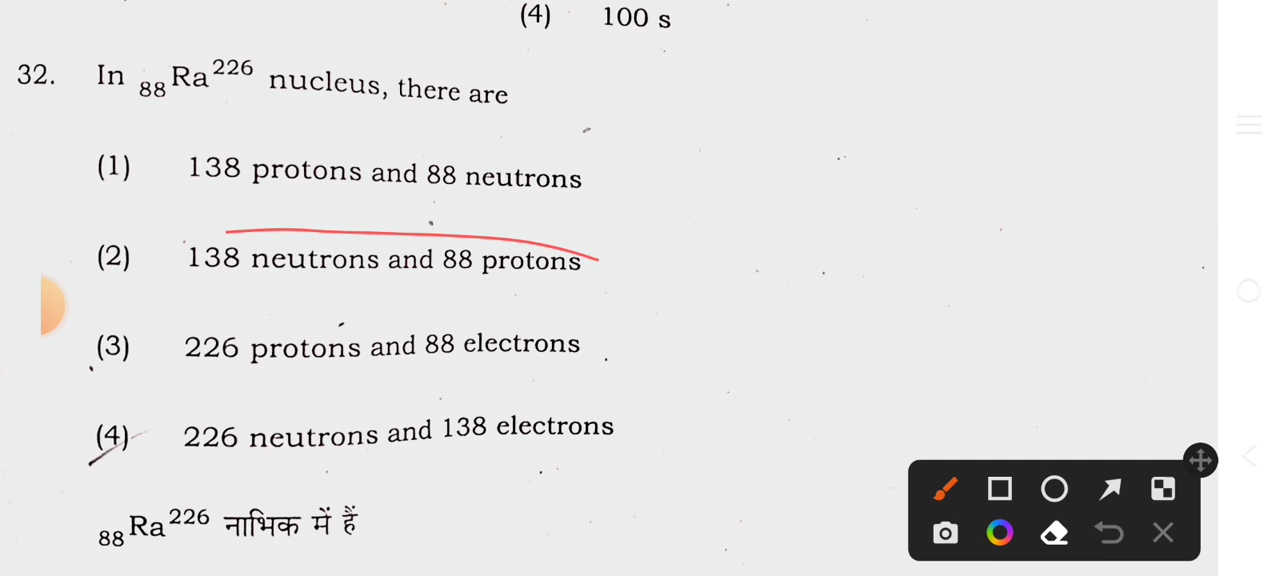 (4) 100 s
32. In ₈₈Ra²²⁶ nucleus, there are
(1) 138 protons and 88 neutrons
(2) 138 neutrons and 88 protons
(3) 226 protons and 88 electrons
(4) 226 neutrons and 138 electrons
₈₈Ra²²⁶ नाभिक में हैं